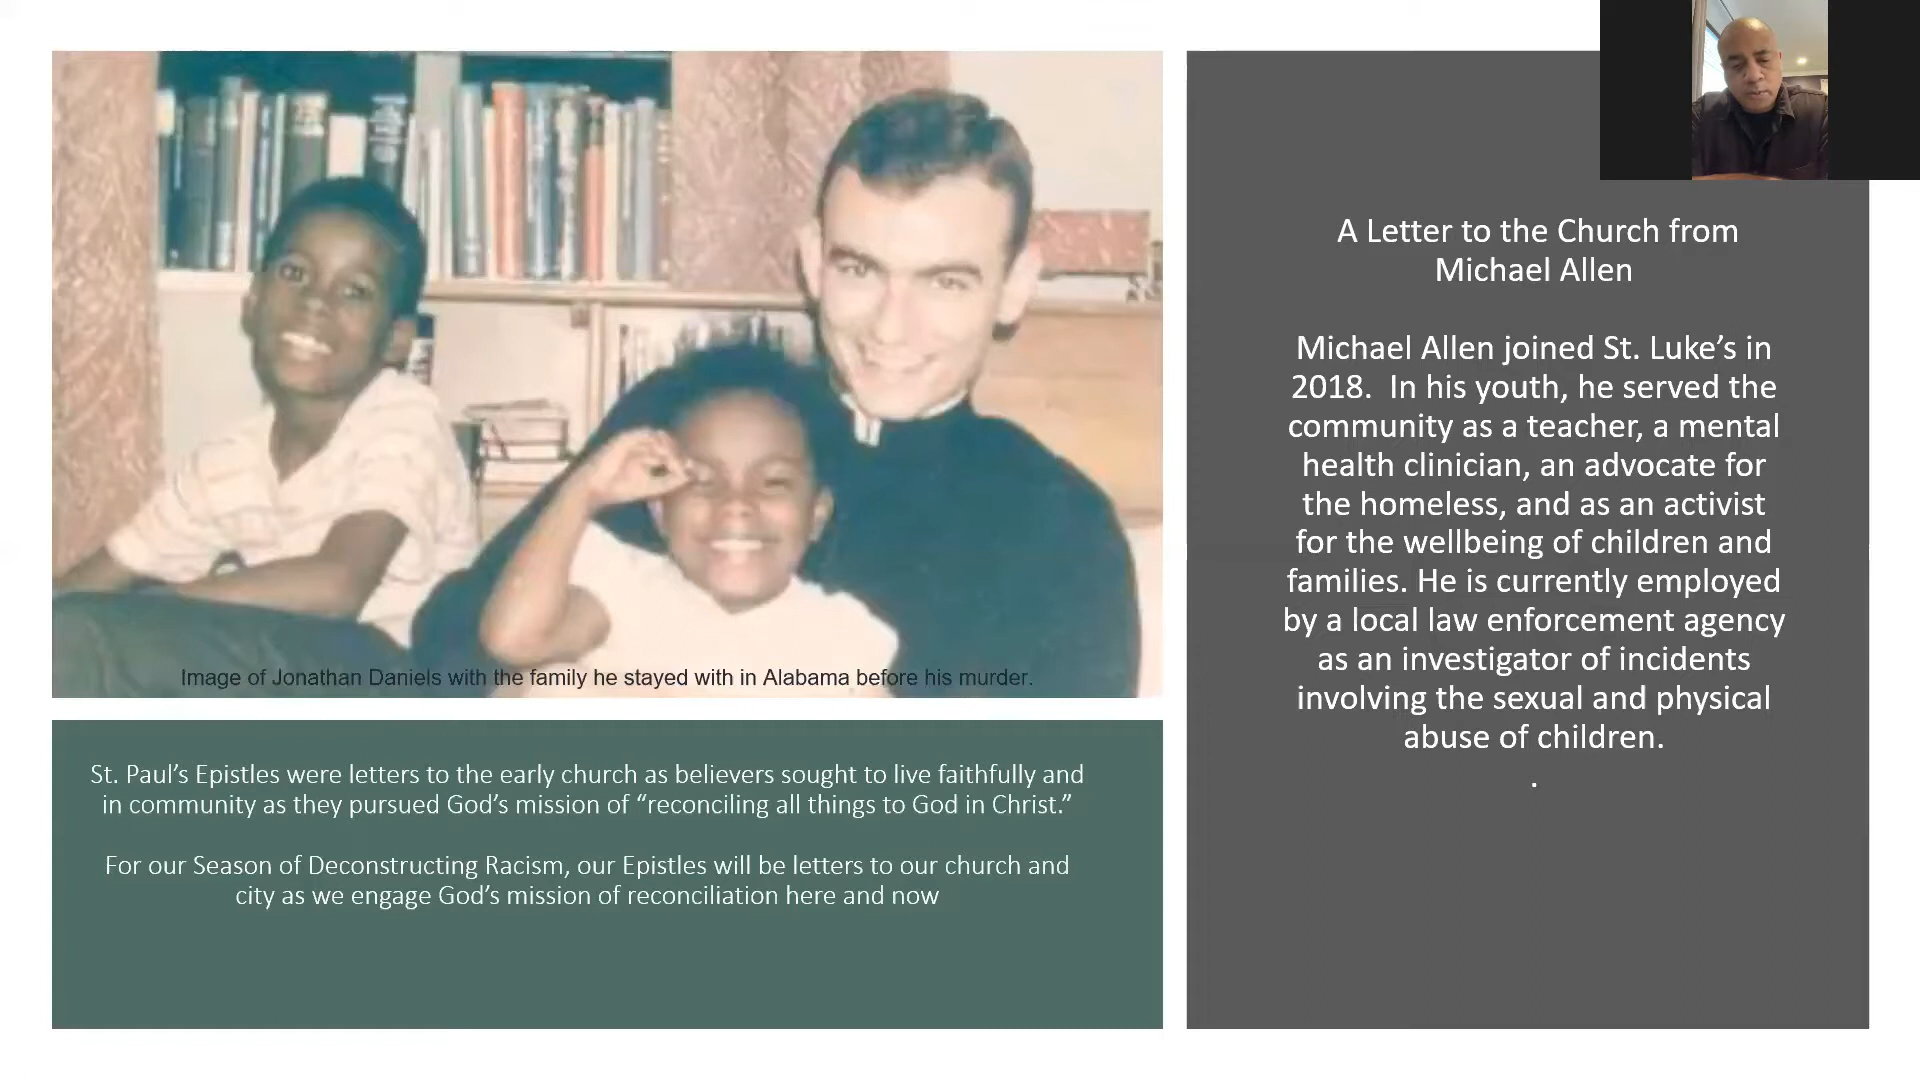 Image of Jonathan Daniels with the family he stayed with in Alabama before his murder.
St. Paul’s Epistles were letters to the early church as believers sought to live faithfully and
in community as they pursued God’s mission of “reconciling all things to God in Christ.”
For our Season of Deconstructing Racism, our Epistles will be letters to our church and
city as we engage God’s mission of reconciliation here and now
A Letter to the Church from
Michael Allen
Michael Allen joined St. Luke’s in
2018.  In his youth, he served the
community as a teacher, a mental
health clinician, an advocate for
the homeless, and as an activist
for the wellbeing of children and
families. He is currently employed
by a local law enforcement agency
as an investigator of incidents
involving the sexual and physical
abuse of children.
.